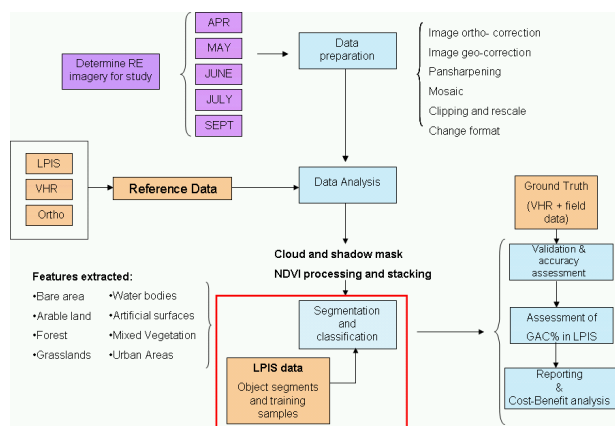 APR
MAY
JUNE
JULY
SEPT
Determine RE
imagery for study
Data
preparation
Image ortho- correction
Image geo-correction
Pansharpening
Mosaic
Clipping and rescale
Change format
LPIS
VHR
Ortho
Reference Data
Data Analysis
Ground Truth
(VHR + field
data)
Cloud and shadow mask
NDVI processing and stacking
Features extracted:
•Bare area
•Arable land
•Forest
•Grasslands
•Water bodies
•Artificial surfaces
•Mixed Vegetation
•Urban Areas
Segmentation
and
classification
LPIS data
Object segments
and training
samples
Validation &
accuracy
assessment
Assessment of
GAC% in LPIS
Reporting
&
Cost-Benefit analysis